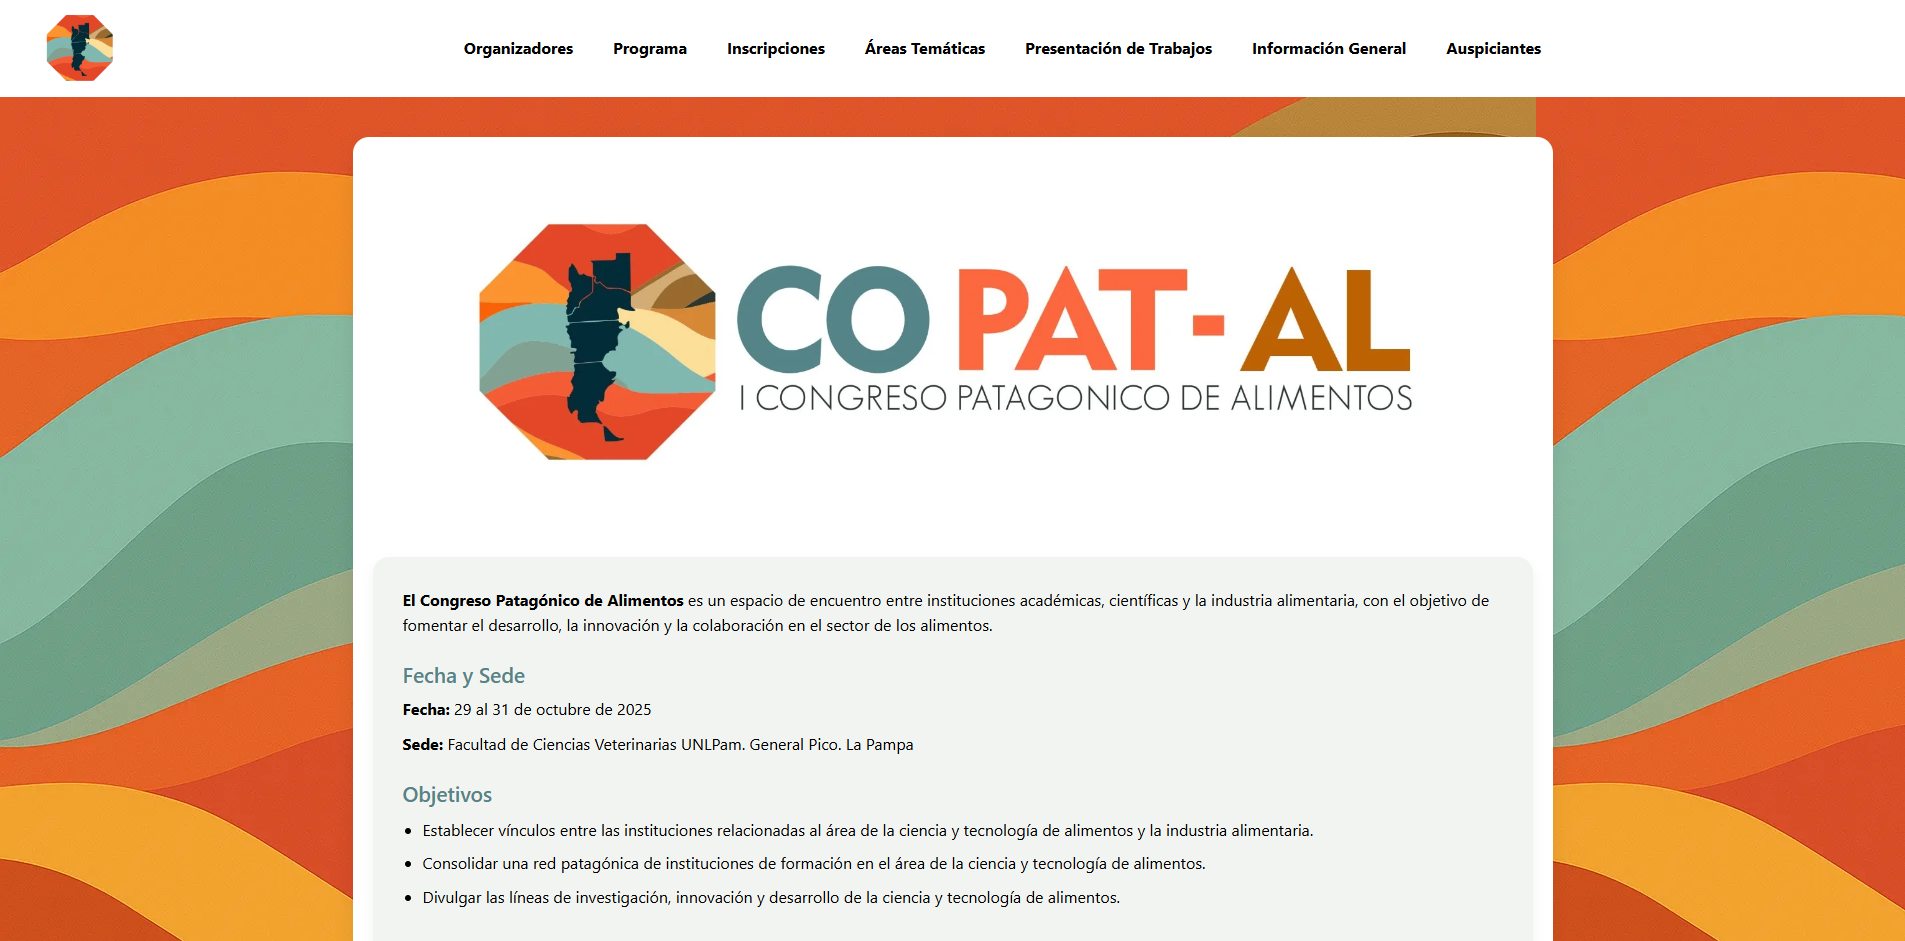 Organizadores Programa Inscripciones Áreas Temáticas Presentación de Trabajos Información General Auspiciantes
CO PAT-AL
I CONGRESO PATAGONICO DE ALIMENTOS
El Congreso Patagónico de Alimentos es un espacio de encuentro entre instituciones académicas, científicas y la industria alimentaria, con el objetivo de
fomentar el desarrollo, la innovación y la colaboración en el sector de los alimentos.
Fecha y Sede
Fecha: 29 al 31 de octubre de 2025
Sede: Facultad de Ciencias Veterinarias UNLPam. General Pico. La Pampa
Objetivos
• Establecer vínculos entre las instituciones relacionadas al área de la ciencia y tecnología de alimentos y la industria alimentaria.
• Consolidar una red patagónica de instituciones de formación en el área de la ciencia y tecnología de alimentos.
• Divulgar las líneas de investigación, innovación y desarrollo de la ciencia y tecnología de alimentos.